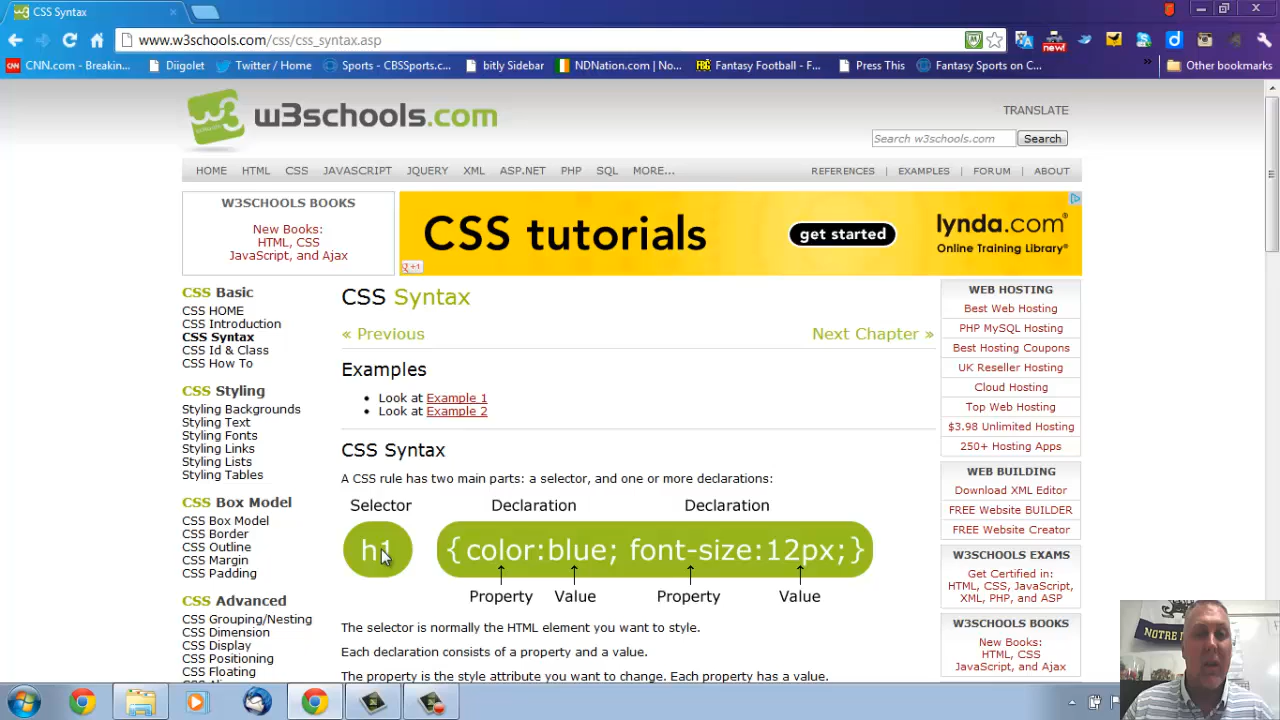 CSS Syntax
www.w3schools.com/css/css_syntax.asp
new!
CNN CNN.com - Breakin...
Diigolet
Twitter / Home
Sports - CBSSports.c...
bitly Sidebar
NDNation.com | No...
Fantasy Football - F...
Press This
Fantasy Sports on C...
»
Other bookmarks
w3schools.com
TRANSLATE
Search w3schools.com
Search
HOME HTML CSS JAVASCRIPT JQUERY XML ASP.NET PHP SQL MORE...
REFERENCES | EXAMPLES | FORUM | ABOUT
W3SCHOOLS BOOKS
New Books:
HTML, CSS
JavaScript, and Ajax
CSS tutorials
get started
lynda.com®
Online Training Library®
+1
CSS Basic
CSS HOME
CSS Introduction
CSS Syntax
CSS Id & Class
CSS How To
CSS Styling
Styling Backgrounds
Styling Text
Styling Fonts
Styling Links
Styling Lists
Styling Tables
CSS Box Model
CSS Box Model
CSS Border
CSS Outline
CSS Margin
CSS Padding
CSS Advanced
CSS Grouping/Nesting
CSS Dimension
CSS Display
CSS Positioning
CSS Floating
CSS Syntax
« Previous
Next Chapter »
Examples
• Look at Example 1
• Look at Example 2
CSS Syntax
A CSS rule has two main parts: a selector, and one or more declarations:
Selector Declaration Declaration
h1 {color:blue; font-size:12px;}
Property Value Property Value
The selector is normally the HTML element you want to style.
Each declaration consists of a property and a value.
The property is the style attribute you want to change. Each property has a value.
WEB HOSTING
Best Web Hosting
PHP MySQL Hosting
Best Hosting Coupons
UK Reseller Hosting
Cloud Hosting
Top Web Hosting
$3.98 Unlimited Hosting
250+ Hosting Apps
WEB BUILDING
Download XML Editor
FREE Website BUILDER
FREE Website Creator
W3SCHOOLS EXAMS
Get Certified in:
HTML, CSS, JavaScript,
XML, PHP, and ASP
W3SCHOOLS BOOKS
New Books:
HTML, CSS
JavaScript, and Ajax
NOTRE